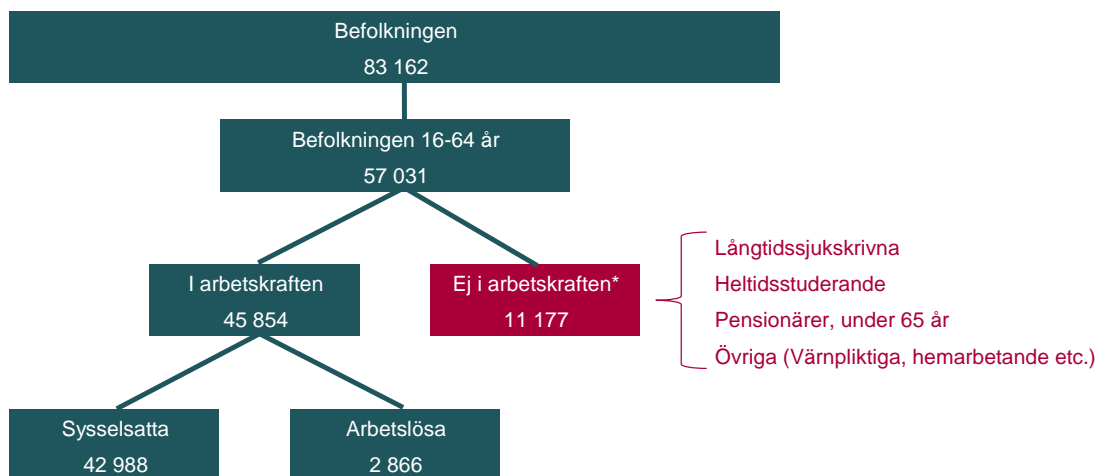 Befolkningen
83 162
Befolkningen 16-64 år
57 031
I arbetskraften
45 854
Ej i arbetskraften*
11 177
Långtidssjukskrivna
Heltidsstuderande
Pensionärer, under 65 år
Övriga (Värnpliktiga, hemarbetande etc.)
Sysselsatta
42 988
Arbetslösa
2 866